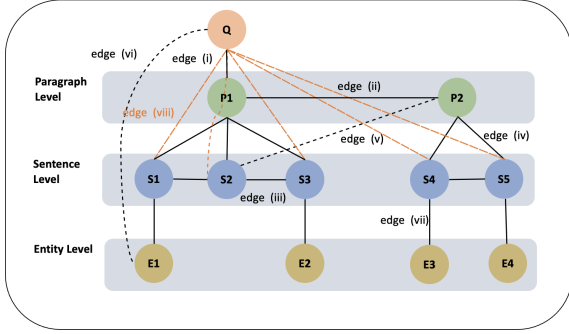 Q
edge (vi)
edge (i)
Paragraph
Level
edge (ii)
P1
P2
edge (viii)
edge (iv)
edge (v)
Sentence
Level
S1
S2
S3
S4
S5
edge (iii)
edge (vii)
Entity Level
E1
E2
E3
E4